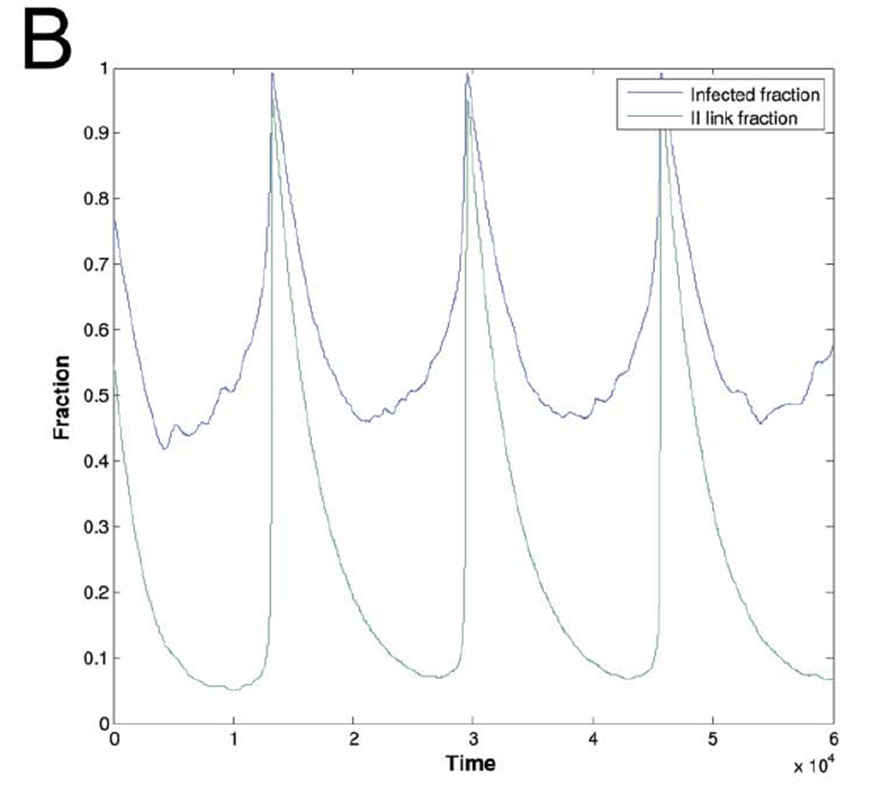 B
1
0.9
0.8
0.7
0.6
0.5
0.4
0.3
0.2
0.1
0
Fraction
Infected fraction
II link fraction
0 1 2 3 4 5 6
Time
x 10⁴